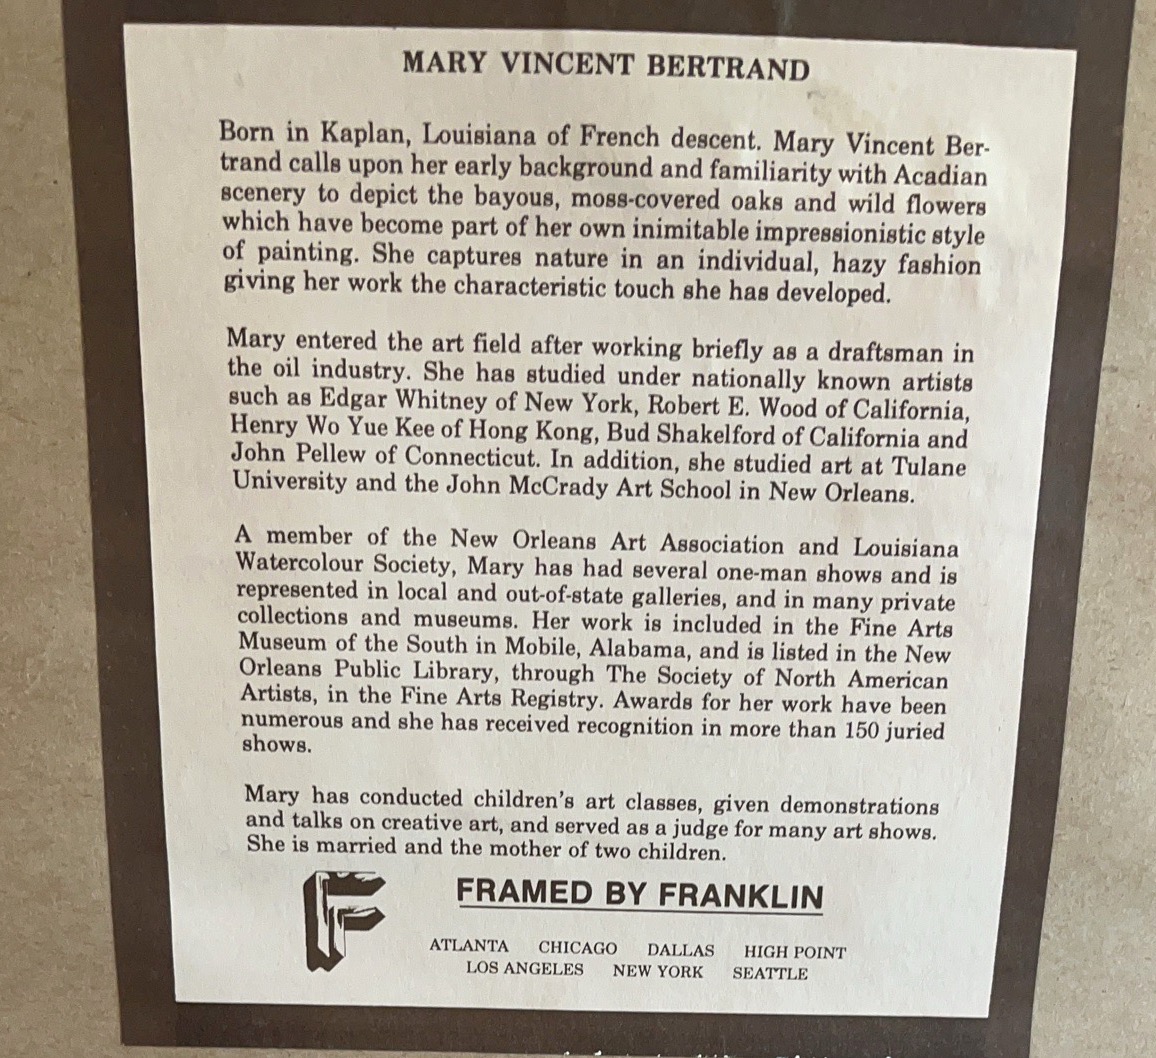 MARY VINCENT BERTRAND
Born in Kaplan, Louisiana of French descent. Mary Vincent Ber-
trand calls upon her early background and familiarity with Acadian
scenery to depict the bayous, moss-covered oaks and wild flowers
which have become part of her own inimitable impressionistic style
of painting. She captures nature in an individual, hazy fashion
giving her work the characteristic touch she has developed.
Mary entered the art field after working briefly as a draftsman in
the oil industry. She has studied under nationally known artists
such as Edgar Whitney of New York, Robert E. Wood of California,
Henry Wo Yue Kee of Hong Kong, Bud Shakelford of California and
John Pellew of Connecticut. In addition, she studied art at Tulane
University and the John McCrady Art School in New Orleans.
A member of the New Orleans Art Association and Louisiana
Watercolour Society, Mary has had several one-man shows and is
represented in local and out-of-state galleries, and in many private
collections and museums. Her work is included in the Fine Arts
Museum of the South in Mobile, Alabama, and is listed in the New
Orleans Public Library, through The Society of North American
Artists, in the Fine Arts Registry. Awards for her work have been
numerous and she has received recognition in more than 150 juried
shows.
Mary has conducted children's art classes, given demonstrations
and talks on creative art, and served as a judge for many art shows.
She is married and the mother of two children.
F
FRAMED BY FRANKLIN
ATLANTA CHICAGO DALLAS HIGH POINT
LOS ANGELES NEW YORK SEATTLE